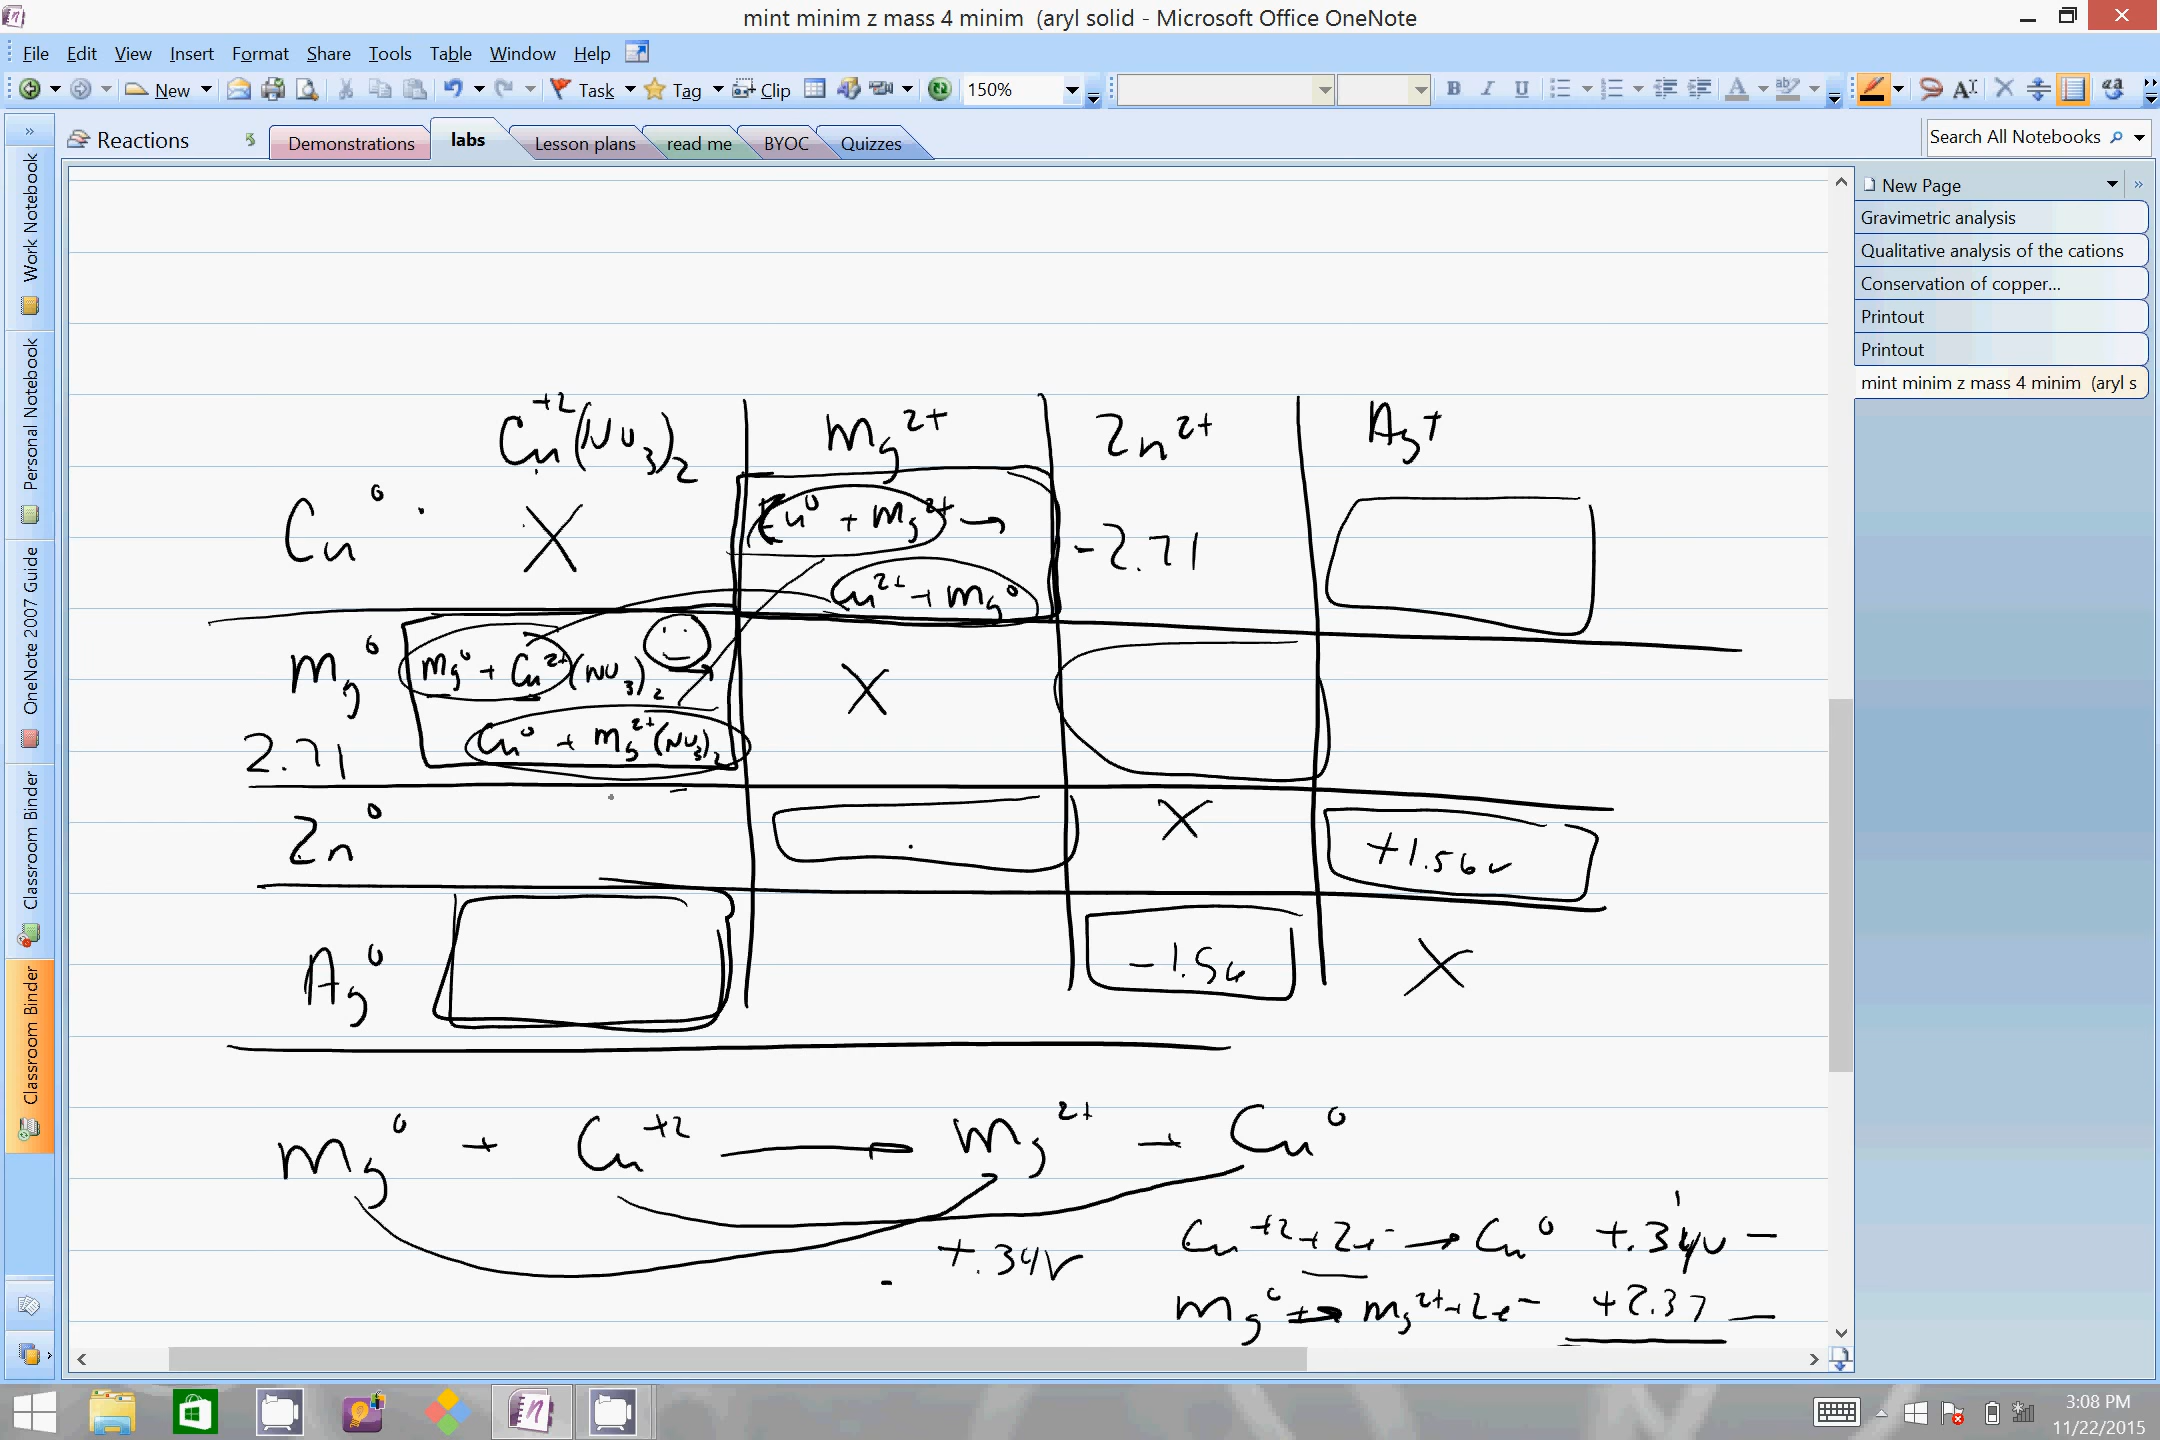 mint minim z mass 4 minim (aryl solid - Microsoft Office OneNote
File Edit View Insert Format Share Tools Table Window Help
New Task Tag Clip 150% B I U
Reactions Demonstrations labs Lesson plans read me BYOC Quizzes Search All Notebooks
Work Notebook
Personal Notebook
OneNote 2007 Guide
Classroom Binder
Classroom Binder
New Page
Gravimetric analysis
Qualitative analysis of the cations
Conservation of copper...
Printout
Printout
mint minim z mass 4 minim (aryl s
Cu+2(NO3)2 Mg2+ Zn2+ Ag+
Cu0 X Cu0 + Mg2+ → -2.71
Cu2+ + Mg0
Mg0 Mg0 + Cu2+(NO3)2 → X
2.71 Cu0 + Mg2+(NO3)2
Zn0 X +1.56v
Ag0 -1.56 X
Mg0 + Cu+2 → Mg2+ + Cu0
+.34V
Cu+2 + 2e- → Cu0 +.34v
Mg0 → Mg2+ + 2e- +2.37
3:08 PM
11/22/2015